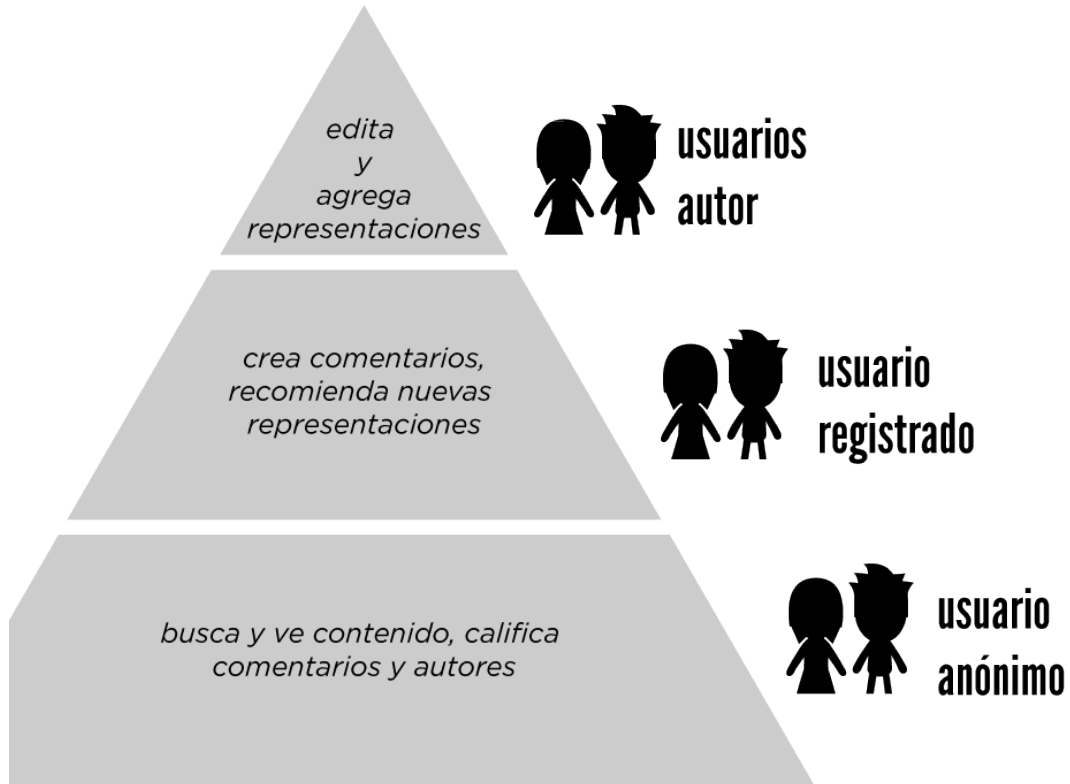 edita
y
agrega
representaciones
usuarios
autor
crea comentarios,
recomienda nuevas
representaciones
usuario
registrado
busca y ve contenido, califica
comentarios y autores
usuario
anónimo